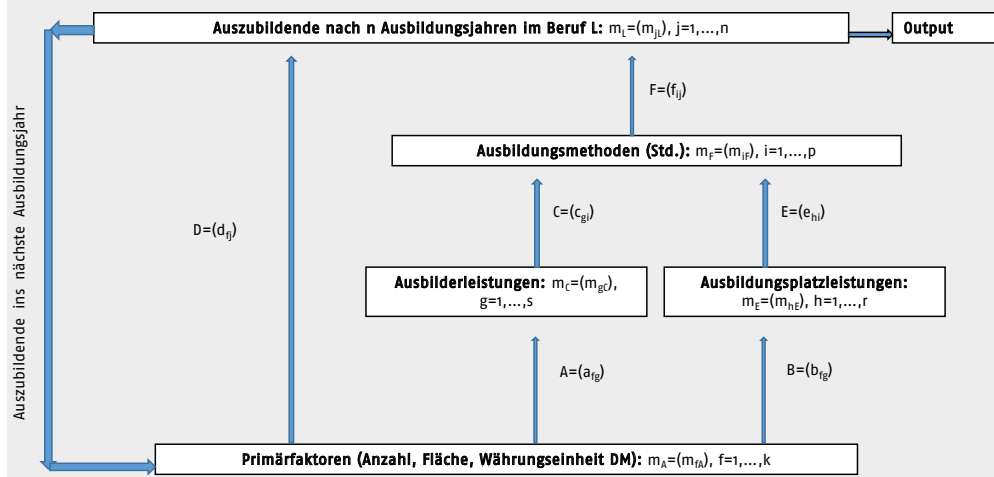 Auszubildende nach n Ausbildungsjahren im Beruf L: m_L=(m_jL), j=1,...,n
Output
F=(f_ij)
Ausbildungsmethoden (Std.): m_F=(m_iF), i=1,...,p
C=(c_gi)
E=(e_hi)
D=(d_fj)
Auszubildende ins nächste Ausbildungsjahr
Ausbilderleistungen: m_C=(m_gC),
g=1,...,s
Ausbildungsplatzleistungen:
m_E=(m_hE), h=1,...,r
A=(a_fg)
B=(b_fg)
Primärfaktoren (Anzahl, Fläche, Währungseinheit DM): m_A=(m_fA), f=1,...,k